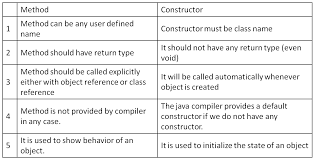 Method Constructor
1 Method can be any user defined name Constructor must be class name
2 Method should have return type It should not have any return type (even void)
3 Method should be called explicitly either with object reference or class reference It will be called automatically whenever object is created
4 Method is not provided by compiler in any case. The java compiler provides a default constructor if we do not have any constructor.
5 It is used to show behavior of an object. It is used to initialize the state of an object